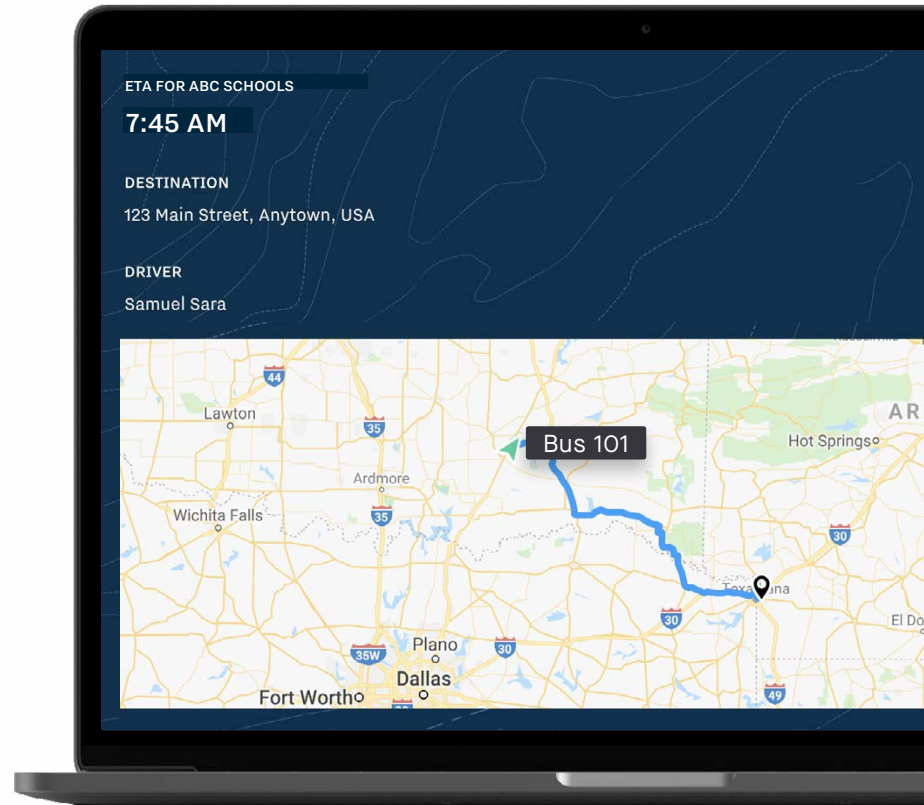 ETA FOR ABC SCHOOLS
7:45 AM
DESTINATION
123 Main Street, Anytown, USA
DRIVER
Samuel Sara
44
AR
Lawton
35
Bus 101
Hot Springs
Ardmore
Wichita Falls
35
30
30
El Do
Plano
35W
30
Dallas
Fort Worth
49